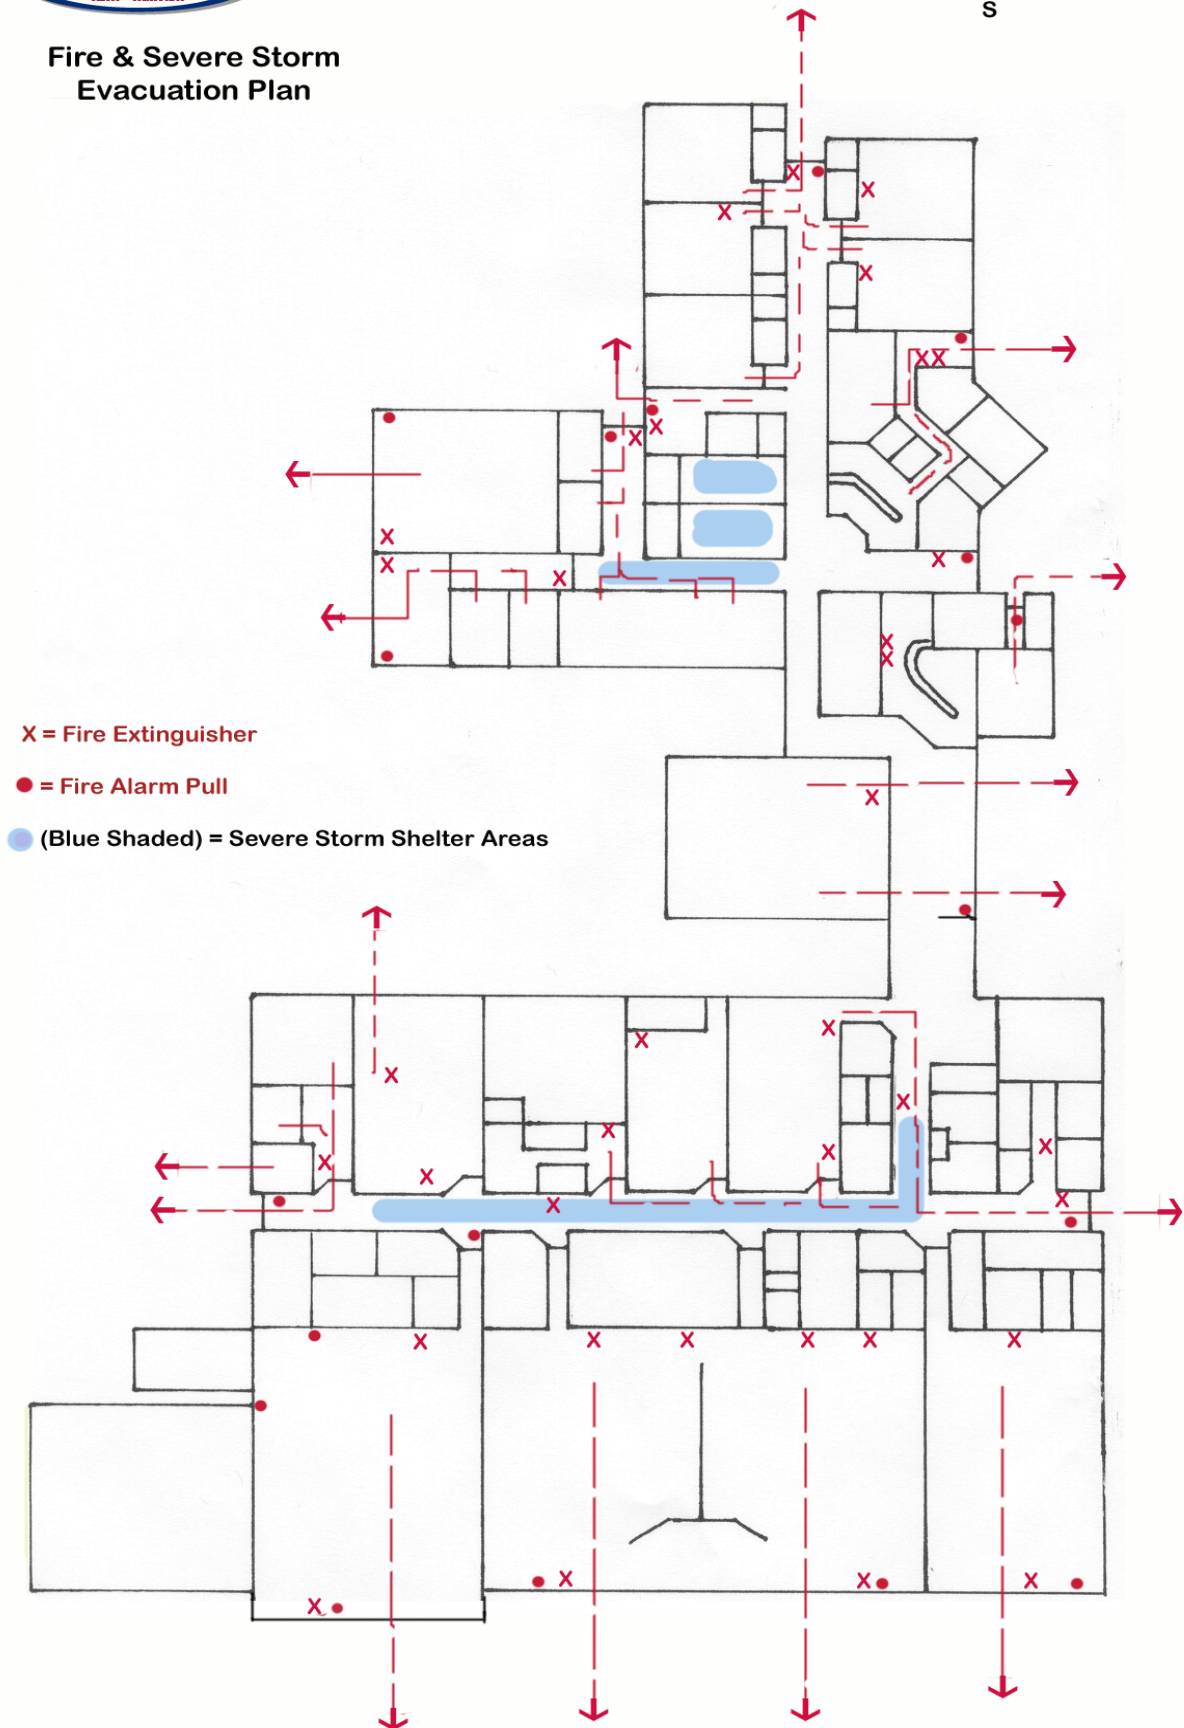 S
Fire & Severe Storm
Evacuation Plan
X = Fire Extinguisher
= Fire Alarm Pull
(Blue Shaded) = Severe Storm Shelter Areas